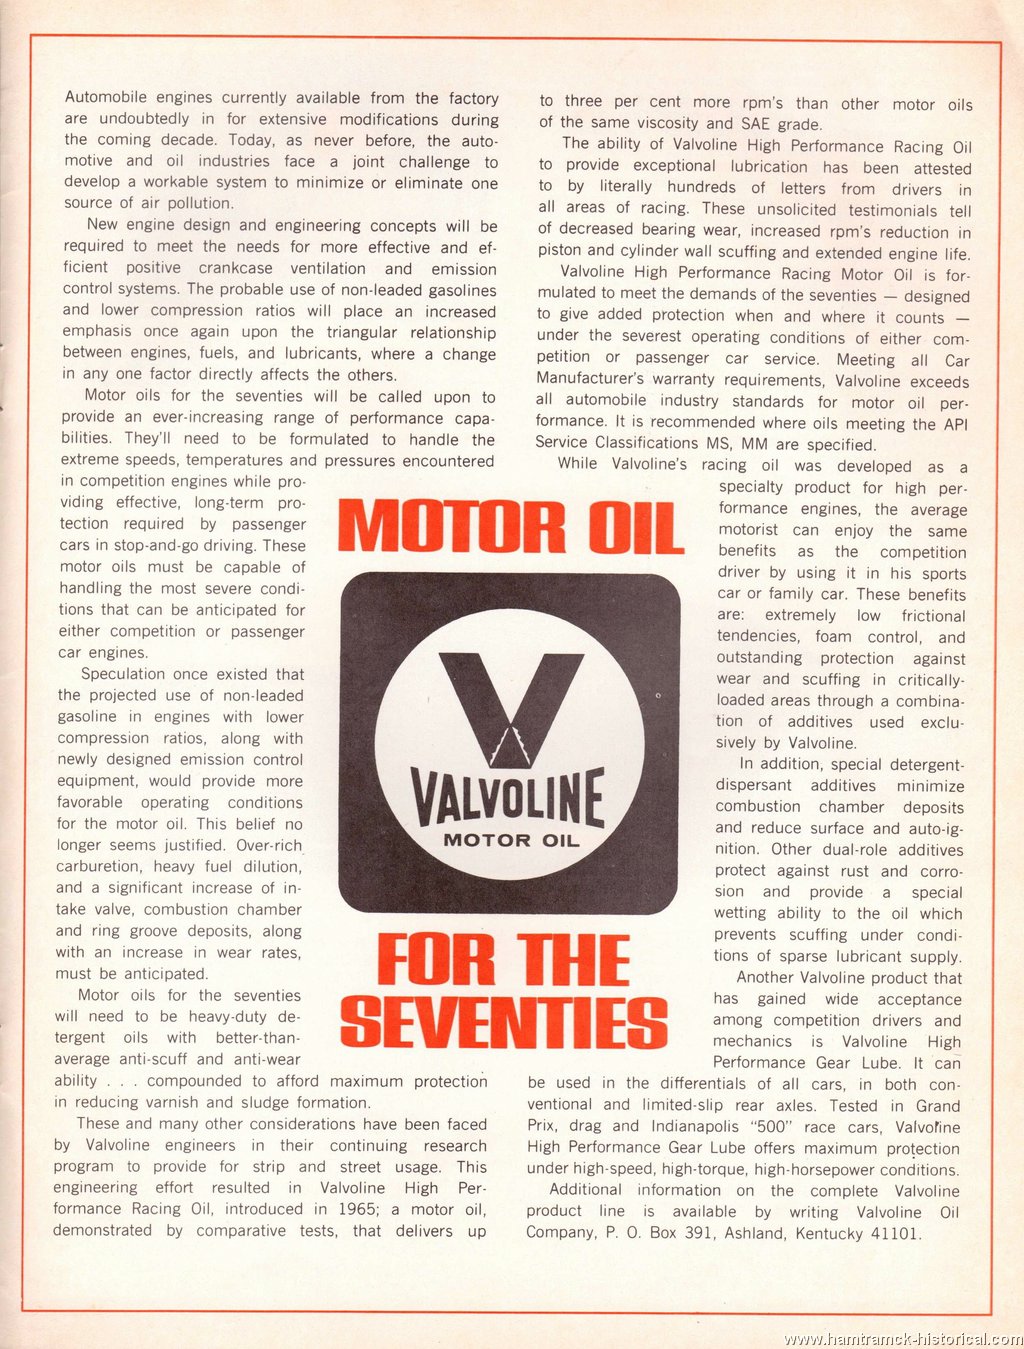 Automobile engines currently available from the factory
are undoubtedly in for extensive modifications during
the coming decade. Today, as never before, the auto-
motive and oil industries face a joint challenge to
develop a workable system to minimize or eliminate one
source of air pollution.
New engine design and engineering concepts will be
required to meet the needs for more effective and ef-
ficient positive crankcase ventilation and emission
control systems. The probable use of non-leaded gasolines
and lower compression ratios will place an increased
emphasis once again upon the triangular relationship
between engines, fuels, and lubricants, where a change
in any one factor directly affects the others.
Motor oils for the seventies will be called upon to
provide an ever-increasing range of performance capa-
bilities. They'll need to be formulated to handle the
extreme speeds, temperatures and pressures encountered
in competition engines while pro-
viding effective, long-term pro-
tection required by passenger
cars in stop-and-go driving. These
motor oils must be capable of
handling the most severe condi-
tions that can be anticipated for
either competition or passenger
car engines.
Speculation once existed that
the projected use of non-leaded
gasoline in engines with lower
compression ratios, along with
newly designed emission control
equipment, would provide more
favorable operating conditions
for the motor oil. This belief no
longer seems justified. Over-rich
carburetion, heavy fuel dilution,
and a significant increase of in-
take valve, combustion chamber
and ring groove deposits, along
with an increase in wear rates,
must be anticipated.
Motor oils for the seventies
will need to be heavy-duty de-
tergent oils with better-than-
average anti-scuff and anti-wear
ability . . . compounded to afford maximum protection
in reducing varnish and sludge formation.
These and many other considerations have been faced
by Valvoline engineers in their continuing research
program to provide for strip and street usage. This
engineering effort resulted in Valvoline High Per-
formance Racing Oil, introduced in 1965; a motor oil,
demonstrated by comparative tests, that delivers up
MOTOR OIL
V
VALVOLINE
MOTOR OIL
FOR THE
SEVENTIES
to three per cent more rpm's than other motor oils
of the same viscosity and SAE grade.
The ability of Valvoline High Performance Racing Oil
to provide exceptional lubrication has been attested
to by literally hundreds of letters from drivers in
all areas of racing. These unsolicited testimonials tell
of decreased bearing wear, increased rpm's reduction in
piston and cylinder wall scuffing and extended engine life.
Valvoline High Performance Racing Motor Oil is for-
mulated to meet the demands of the seventies — designed
to give added protection when and where it counts —
under the severest operating conditions of either com-
petition or passenger car service. Meeting all Car
Manufacturer's warranty requirements, Valvoline exceeds
all automobile industry standards for motor oil per-
formance. It is recommended where oils meeting the API
Service Classifications MS, MM are specified.
While Valvoline's racing oil was developed as a
specialty product for high per-
formance engines, the average
motorist can enjoy the same
benefits as the competition
driver by using it in his sports
car or family car. These benefits
are: extremely low frictional
tendencies, foam control, and
outstanding protection against
wear and scuffing in critically-
loaded areas through a combina-
tion of additives used exclu-
sively by Valvoline.
In addition, special detergent-
dispersant additives minimize
combustion chamber deposits
and reduce surface and auto-ig-
nition. Other dual-role additives
protect against rust and corro-
sion and provide a special
wetting ability to the oil which
prevents scuffing under condi-
tions of sparse lubricant supply.
Another Valvoline product that
has gained wide acceptance
among competition drivers and
mechanics is Valvoline High
Performance Gear Lube. It can
be used in the differentials of all cars, in both con-
ventional and limited-slip rear axles. Tested in Grand
Prix, drag and Indianapolis "500" race cars, Valvoline
High Performance Gear Lube offers maximum protection
under high-speed, high-torque, high-horsepower conditions.
Additional information on the complete Valvoline
product line is available by writing Valvoline Oil
Company, P. O. Box 391, Ashland, Kentucky 41101.
www.hamtramck-historical.com